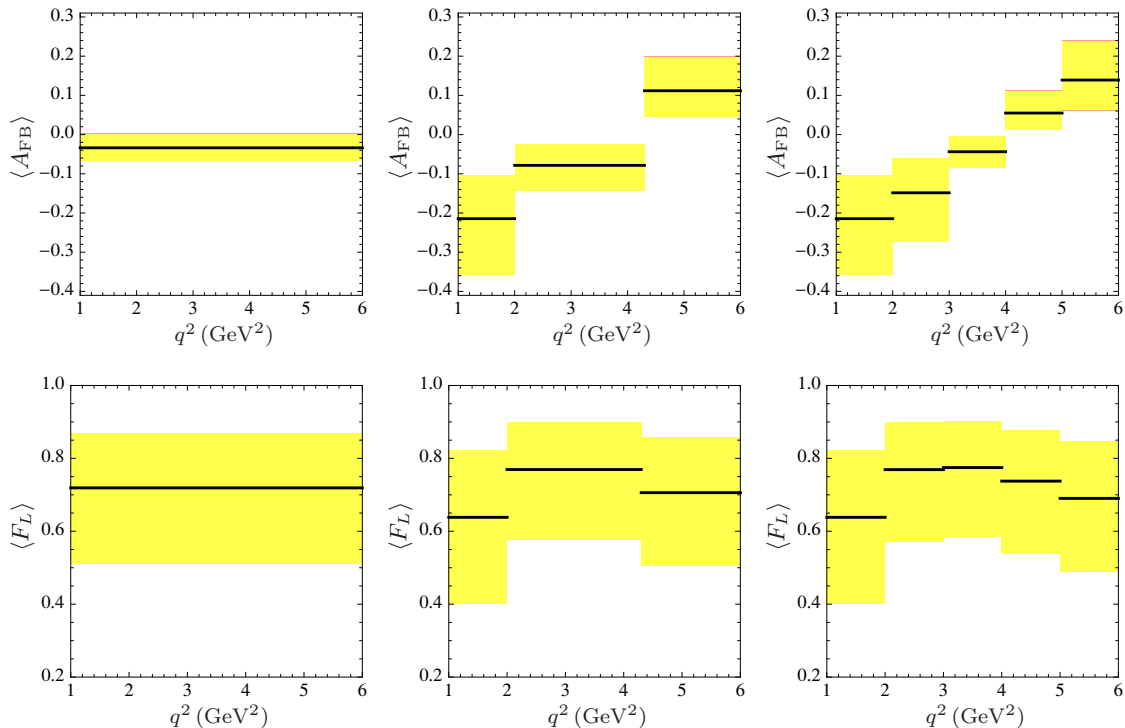 0.3 0.3 0.3
0.2 0.2 0.2
0.1 0.1 0.1
0.0 0.0 0.0
−0.1 −0.1 −0.1
−0.2 −0.2 −0.2
−0.3 −0.3 −0.3
−0.4 −0.4 −0.4
⟨A_FB⟩ ⟨A_FB⟩ ⟨A_FB⟩
1 2 3 4 5 6 1 2 3 4 5 6 1 2 3 4 5 6
q² (GeV²) q² (GeV²) q² (GeV²)
1.0 1.0 1.0
0.8 0.8 0.8
0.6 0.6 0.6
0.4 0.4 0.4
0.2 0.2 0.2
⟨F_L⟩ ⟨F_L⟩ ⟨F_L⟩
1 2 3 4 5 6 1 2 3 4 5 6 1 2 3 4 5 6
q² (GeV²) q² (GeV²) q² (GeV²)